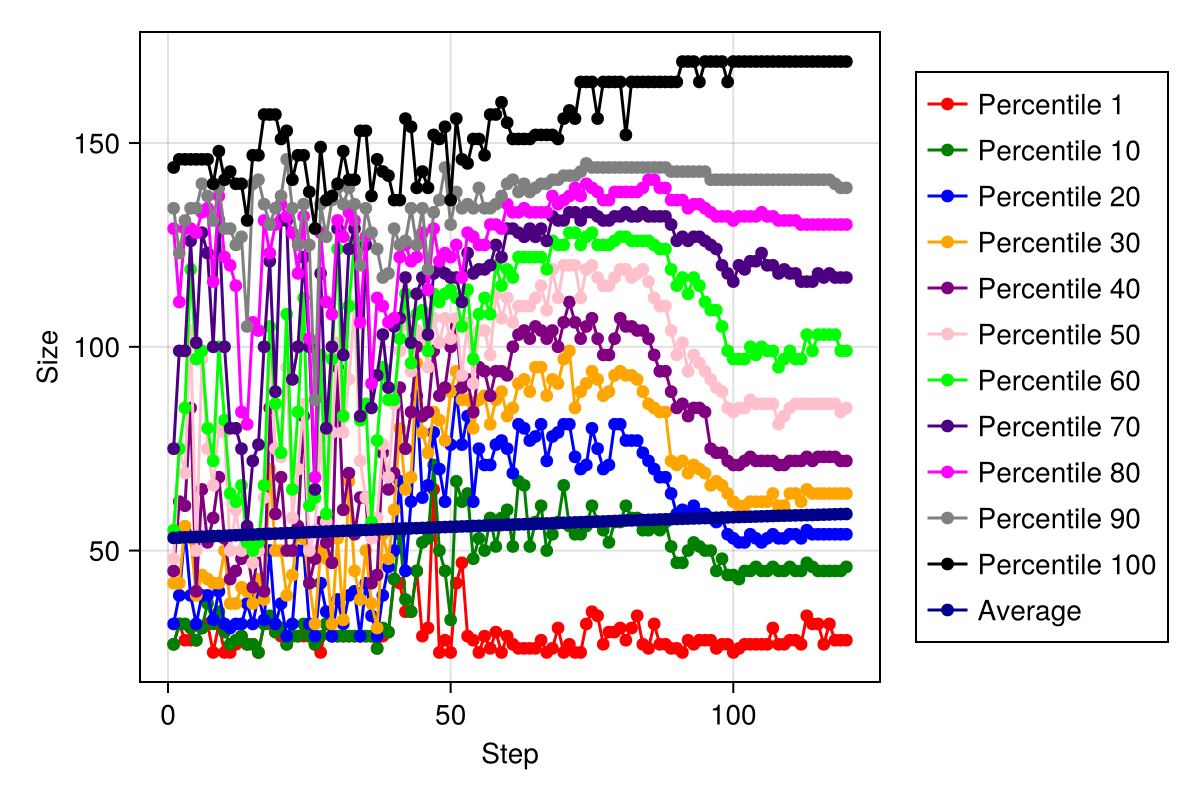 150
100
50
Size
0
50
100
Step
Percentile 1
Percentile 10
Percentile 20
Percentile 30
Percentile 40
Percentile 50
Percentile 60
Percentile 70
Percentile 80
Percentile 90
Percentile 100
Average